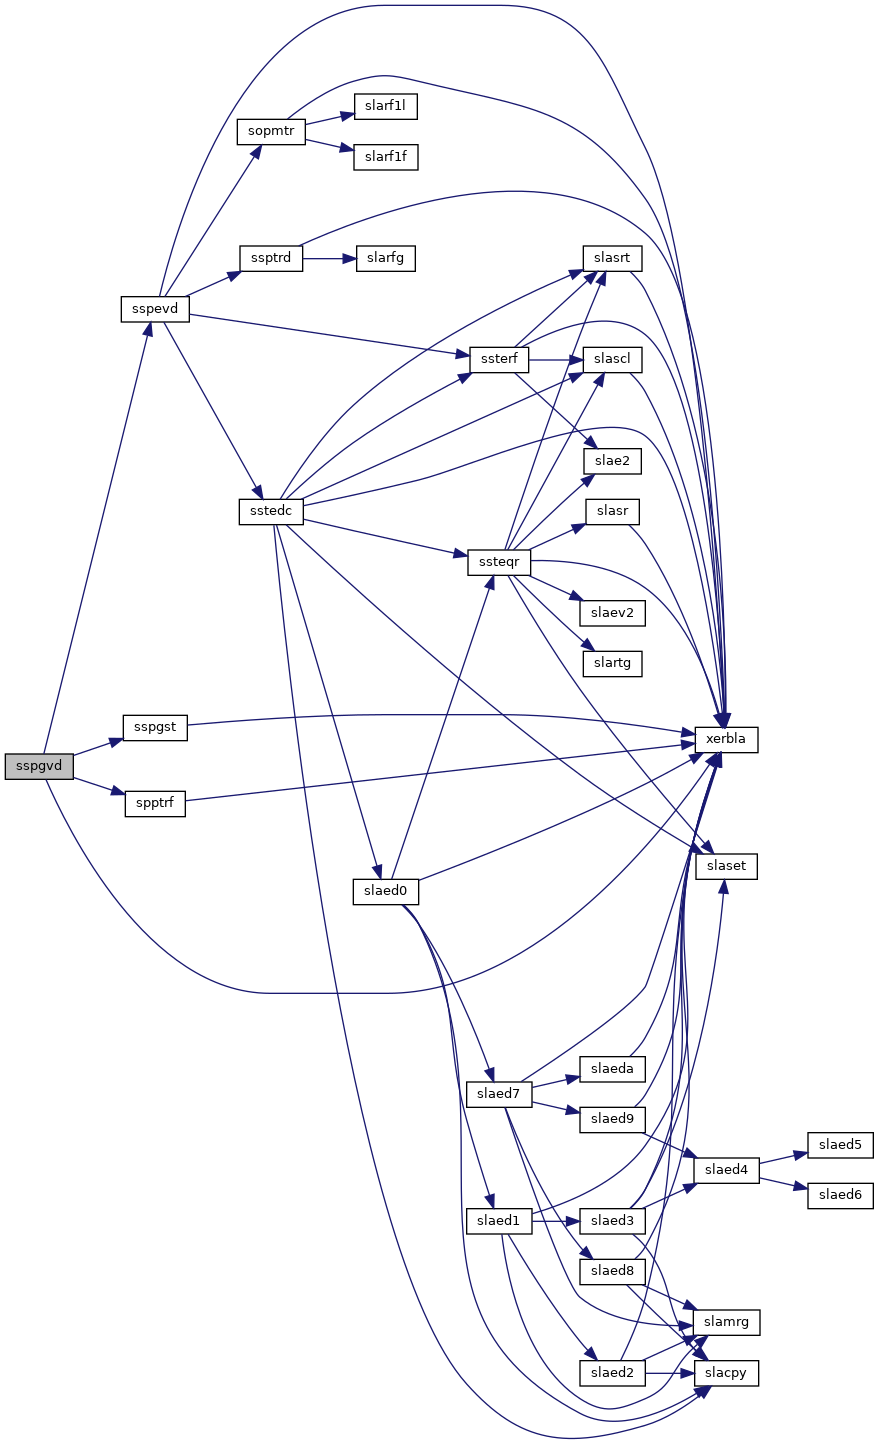 slarf1l
sopmtr
slarf1f
ssptrd
slarfg
slasrt
sspevd
ssterf
slascl
slae2
sstedc
slasr
ssteqr
slaev2
slartg
sspgst
xerbla
sspgvd
spptrf
slaset
slaed0
slaeda
slaed7
slaed9
slaed5
slaed4
slaed6
slaed1
slaed3
slaed8
slamrg
slaed2
slacpy